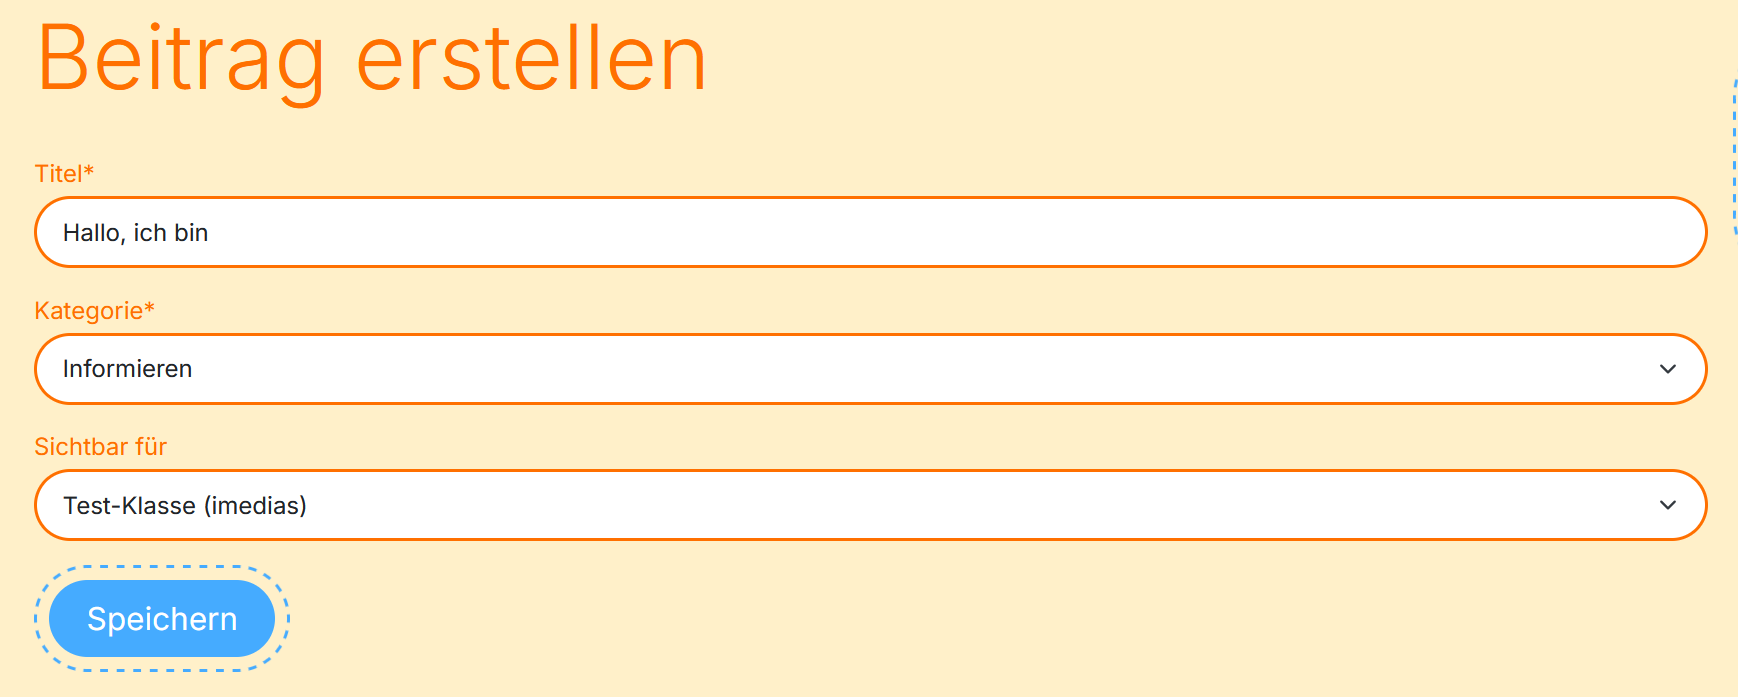 Beitrag erstellen
Titel*
Hallo, ich bin
Kategorie*
Informieren
Sichtbar für
Test-Klasse (imedias)
Speichern